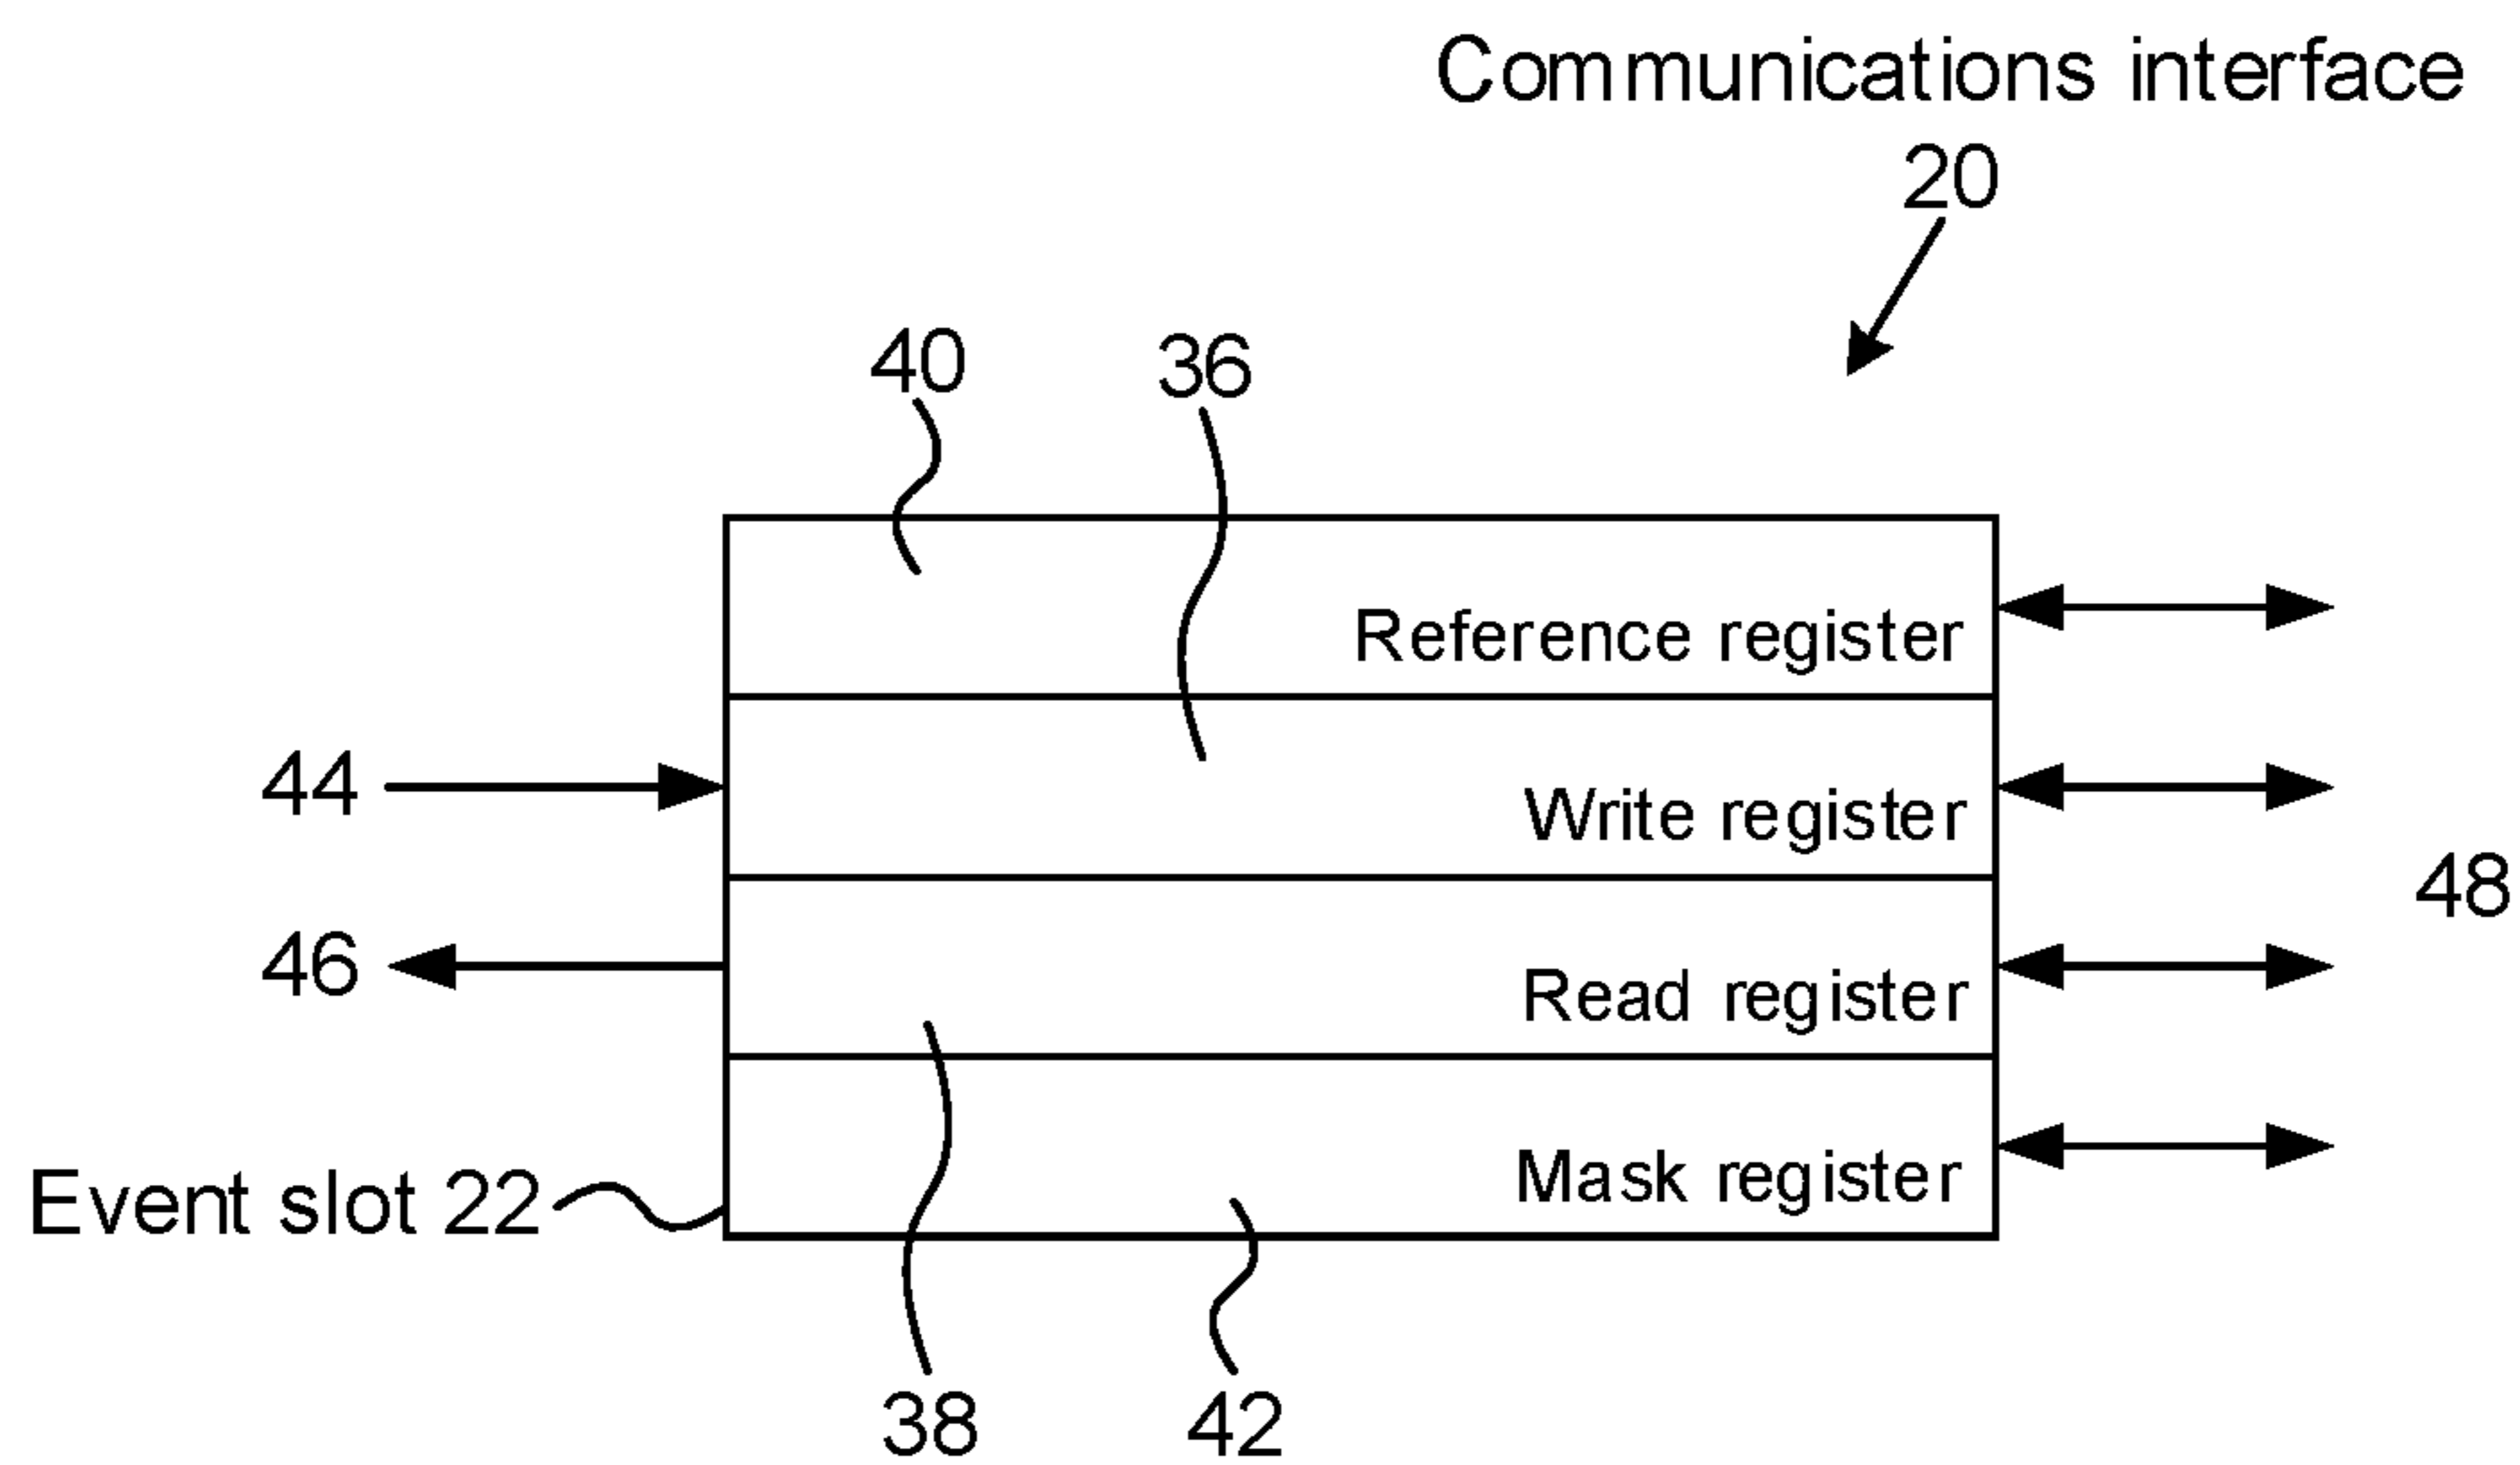 Communications interface
20
40
36
Reference register
44
Write register
48
46
Read register
Event slot 22
Mask register
38
42